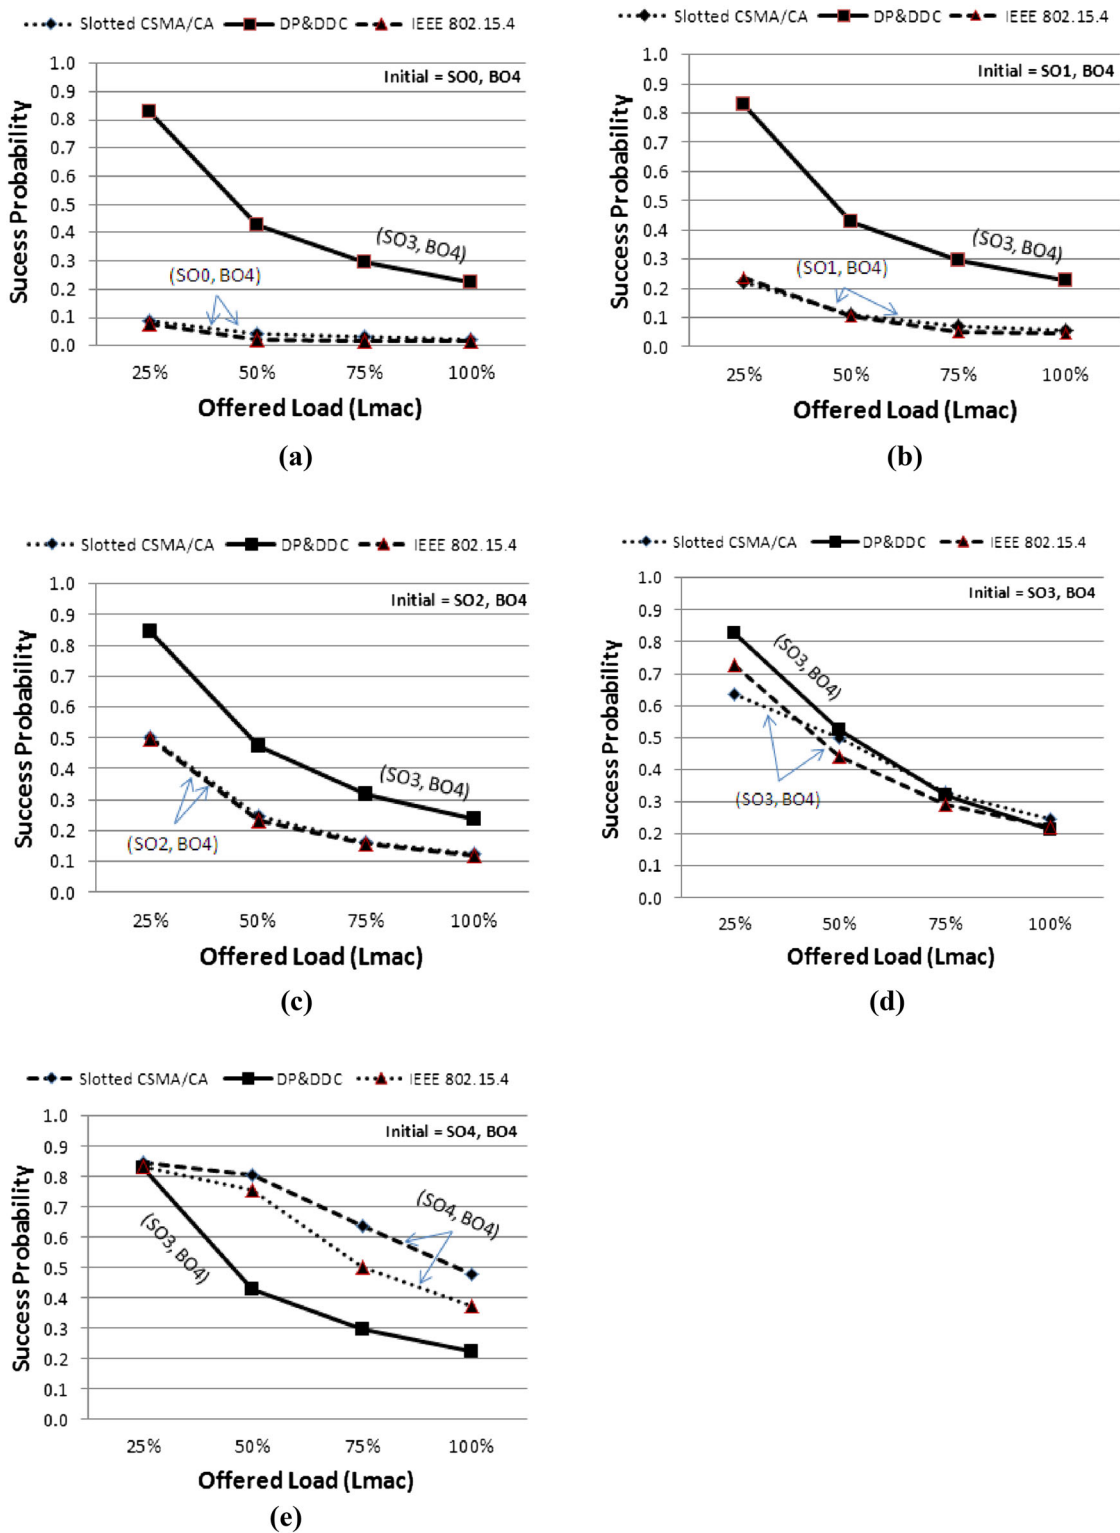 Slotted CSMA/CA DP&DDC IEEE 802.15.4
Initial = SO0, BO4
Sucess Probability
1.0
0.9
0.8
0.7
0.6
0.5
0.4
0.3
0.2
0.1
0.0
(SO3, BO4)
(SO0, BO4)
25% 50% 75% 100%
Offered Load (Lmac)
(a)
Slotted CSMA/CA DP&DDC IEEE 802.15.4
Initial = SO1, BO4
Success Probability
1.0
0.9
0.8
0.7
0.6
0.5
0.4
0.3
0.2
0.1
0.0
(SO3, BO4)
(SO1, BO4)
25% 50% 75% 100%
Offered Load (Lmac)
(b)
Slotted CSMA/CA DP&DDC IEEE 802.15.4
Initial = SO2, BO4
Success Probability
1.0
0.9
0.8
0.7
0.6
0.5
0.4
0.3
0.2
0.1
0.0
(SO3, BO4)
(SO2, BO4)
25% 50% 75% 100%
Offered Load (Lmac)
(c)
Slotted CSMA/CA DP&DDC IEEE 802.15.4
Initial = SO3, BO4
Success Probability
1.0
0.9
0.8
0.7
0.6
0.5
0.4
0.3
0.2
0.1
0.0
(SO3, BO4)
(SO3, BO4)
25% 50% 75% 100%
Offered Load (Lmac)
(d)
Slotted CSMA/CA DP&DDC IEEE 802.15.4
Initial = SO4, BO4
Success Probability
1.0
0.9
0.8
0.7
0.6
0.5
0.4
0.3
0.2
0.1
0.0
(SO4, BO4)
(SO3, BO4)
25% 50% 75% 100%
Offered Load (Lmac)
(e)